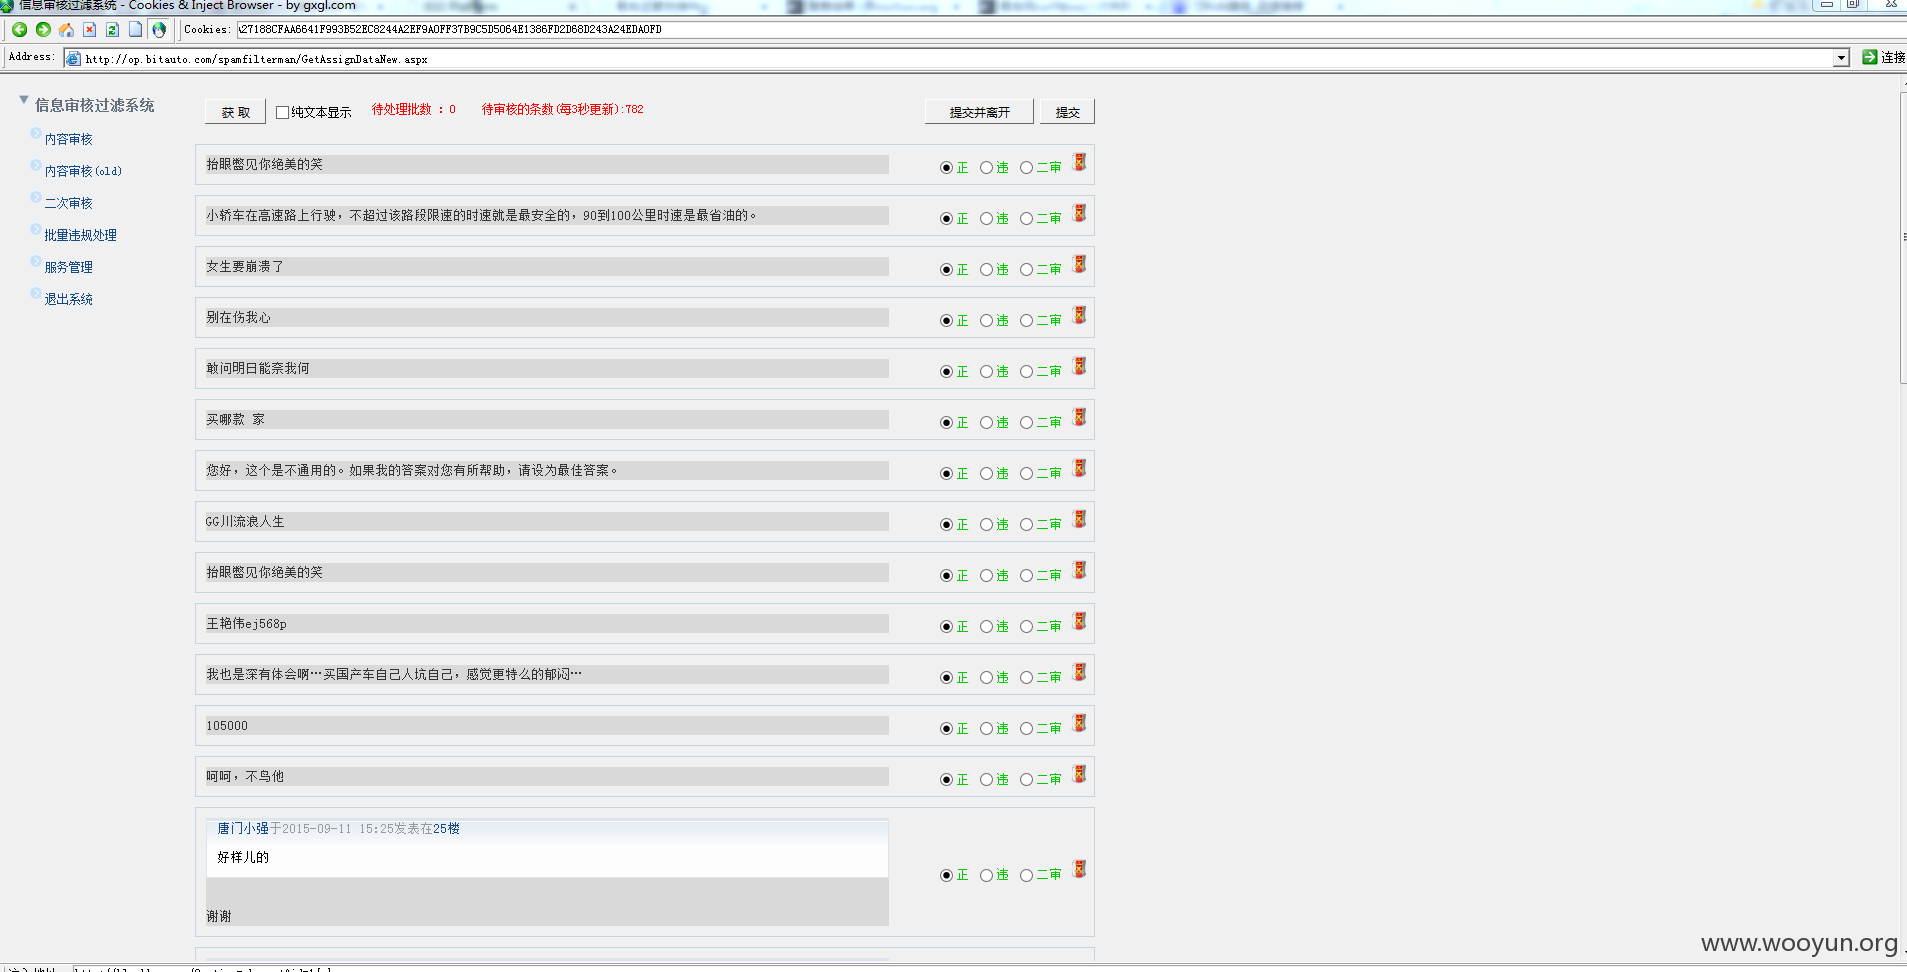 信息审核过滤系统 - Cookies & Inject Browser - by gxgl.com
Cookies: \27188CFAA6641F993B52EC8244A2EF9A0FF37B9C5D5064E1386FD2D68D243A24EDA0FD
Address: http://op.bitauto.com/spamfilterman/GetAssignDataNew.aspx 连接
信息审核过滤系统
内容审核
内容审核(old)
二次审核
批量违规处理
服务管理
退出系统
获 取 纯文本显示 待处理批数 : 0 待审核的条数(每3秒更新):782 提交并离开 提交
抬眼瞥见你绝美的笑 正 违 二审
小轿车在高速路上行驶，不超过该路段限速的时速就是最安全的，90到100公里时速是最省油的。 正 违 二审
女生要崩溃了 正 违 二审
别在伤我心 正 违 二审
敢问明日能奈我何 正 违 二审
买哪款 家 正 违 二审
您好，这个是不通用的。如果我的答案对您有所帮助，请设为最佳答案。 正 违 二审
GG川流浪人生 正 违 二审
抬眼瞥见你绝美的笑 正 违 二审
王艳伟ej568p 正 违 二审
我也是深有体会啊…买国产车自己人坑自己，感觉更特么的郁闷… 正 违 二审
105000 正 违 二审
呵呵，不鸟他 正 违 二审
唐门小强于2015-09-11 15:25发表在25楼
好样儿的
正 违 二审
谢谢
www.wooyun.org